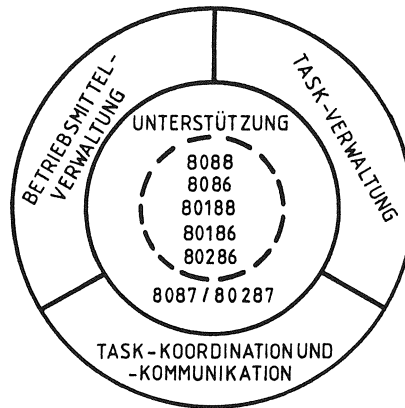 BETRIEBSMITTEL-
VERWALTUNG
TASK-VERWALTUNG
UNTERSTÜTZUNG
8088
8086
80188
80186
80286
8087/80287
TASK-KOORDINATION UND
-KOMMUNIKATION